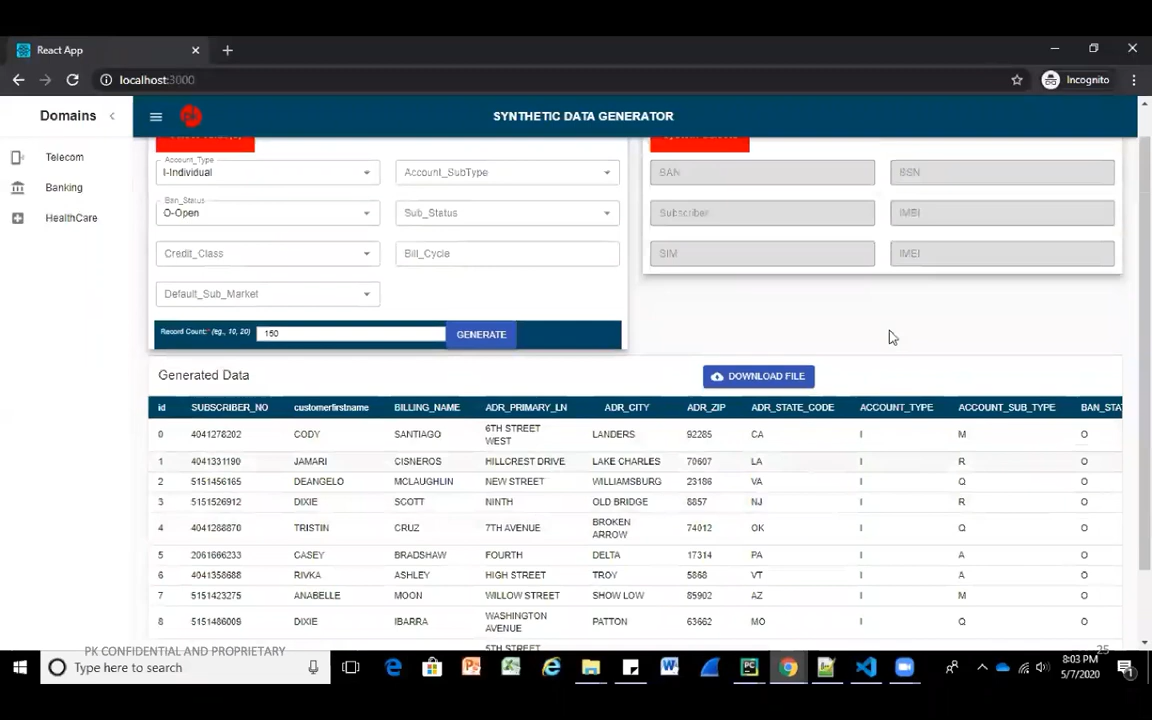 React App
localhost:3000
Incognito
Domains
SYNTHETIC DATA GENERATOR
Telecom
Banking
HealthCare
Account_Type
I-Individual
Account_SubType
Ban_Status
O-Open
Sub_Status
Credit_Class
Bill_Cycle
Default_Sub_Market
BAN
BSN
Subscriber
IMSI
SIM
IMEI
Record Count: (eg., 10, 20)
150
GENERATE
Generated Data
DOWNLOAD FILE
id SUBSCRIBER_NO customerfirstname BILLING_NAME ADR_PRIMARY_LN ADR_CITY ADR_ZIP ADR_STATE_CODE ACCOUNT_TYPE ACCOUNT_SUB_TYPE BAN_STA
0 4041278202 CODY SANTIAGO 6TH STREET WEST LANDERS 92285 CA I M O
1 4041331190 JAMARI CISNEROS HILLCREST DRIVE LAKE CHARLES 70607 LA I R O
2 5151456165 DEANGELO MCLAUGHLIN NEW STREET WILLIAMSBURG 23186 VA I Q O
3 5151526912 DIXIE SCOTT NINTH OLD BRIDGE 8857 NJ I R O
4 4041268870 TRISTIN CRUZ 7TH AVENUE BROKEN ARROW 74012 OK I Q O
5 2061666233 CASEY BRADSHAW FOURTH DELTA 17314 PA I A O
6 4041358688 RIVKA ASHLEY HIGH STREET TROY 5868 VT I A O
7 5151423275 ANABELLE MOON WILLOW STREET SHOW LOW 85902 AZ I M O
8 5151486009 DIXIE IBARRA WASHINGTON AVENUE PATTON 63662 MO I Q O
5TH STREET
PK CONFIDENTIAL AND PROPRIETARY
25
Type here to search
8:03 PM
5/7/2020